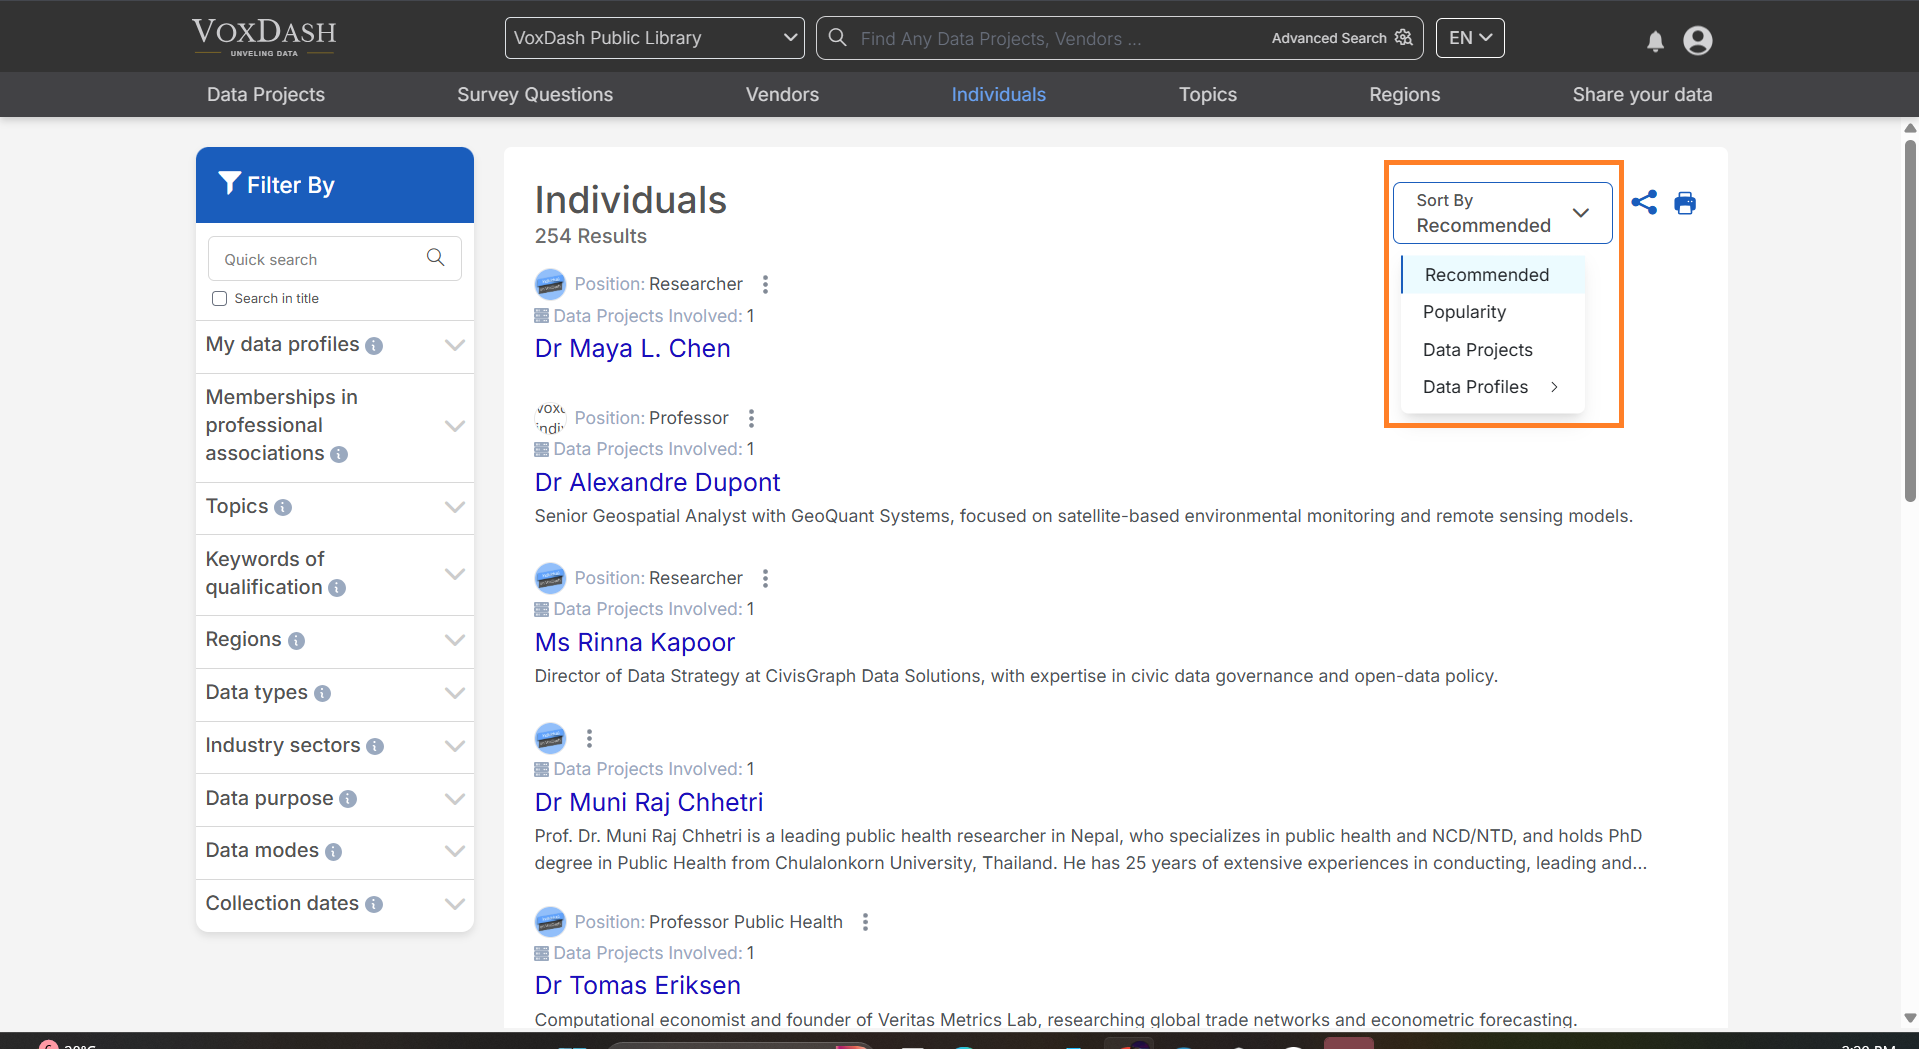 VOXDASH
UNVELING DATA
VoxDash Public Library
Find Any Data Projects, Vendors ...
Advanced Search
EN
Data Projects
Survey Questions
Vendors
Individuals
Topics
Regions
Share your data
Filter By
Quick search
Search in title
My data profiles
Memberships in
professional
associations
Topics
Keywords of
qualification
Regions
Data types
Industry sectors
Data purpose
Data modes
Collection dates
Individuals
254 Results
Sort By
Recommended
Recommended
Popularity
Data Projects
Data Profiles
Position: Researcher
Data Projects Involved: 1
Dr Maya L. Chen
Position: Professor
Data Projects Involved: 1
Dr Alexandre Dupont
Senior Geospatial Analyst with GeoQuant Systems, focused on satellite-based environmental monitoring and remote sensing models.
Position: Researcher
Data Projects Involved: 1
Ms Rinna Kapoor
Director of Data Strategy at CivisGraph Data Solutions, with expertise in civic data governance and open-data policy.
Data Projects Involved: 1
Dr Muni Raj Chhetri
Prof. Dr. Muni Raj Chhetri is a leading public health researcher in Nepal, who specializes in public health and NCD/NTD, and holds PhD
degree in Public Health from Chulalonkorn University, Thailand. He has 25 years of extensive experiences in conducting, leading and...
Position: Professor Public Health
Data Projects Involved: 1
Dr Tomas Eriksen
Computational economist and founder of Veritas Metrics Lab, researching global trade networks and econometric forecasting.